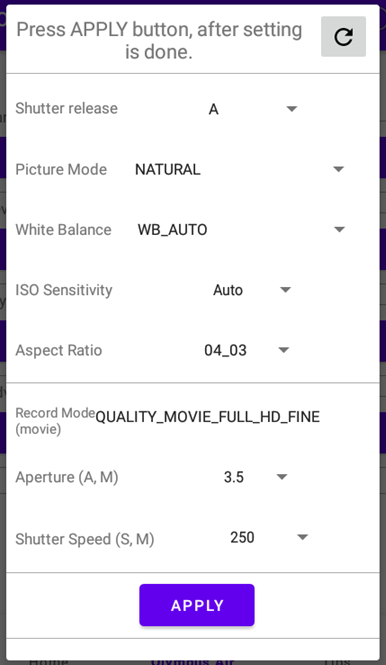 Press APPLY button, after setting
is done.
Shutter release A
Picture Mode NATURAL
White Balance WB_AUTO
ISO Sensitivity Auto
Aspect Ratio 04_03
Record Mode QUALITY_MOVIE_FULL_HD_FINE
(movie)
Aperture (A, M) 3.5
Shutter Speed (S, M) 250
APPLY